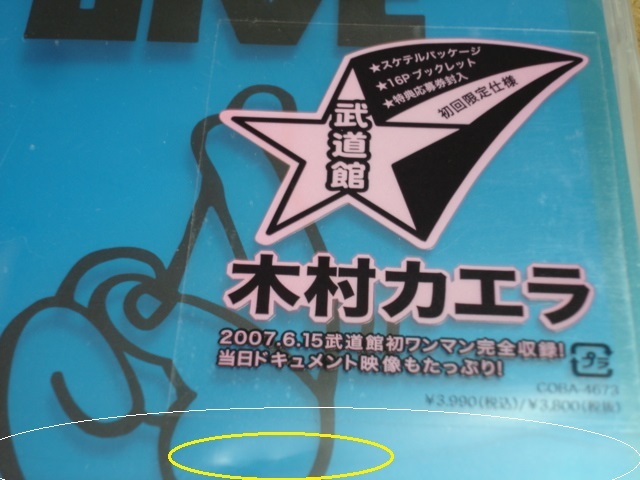 LIVE
★スケテルパッケージ
★16Pブックレット
★特典応募券封入
初回限定仕様
武道館
木村カエラ
2007.6.15武道館初ワンマン完全収録!
当日ドキュメント映像もたっぷり!
プラ
COBA-4673
¥3,990(税込)/¥3,800(税抜)